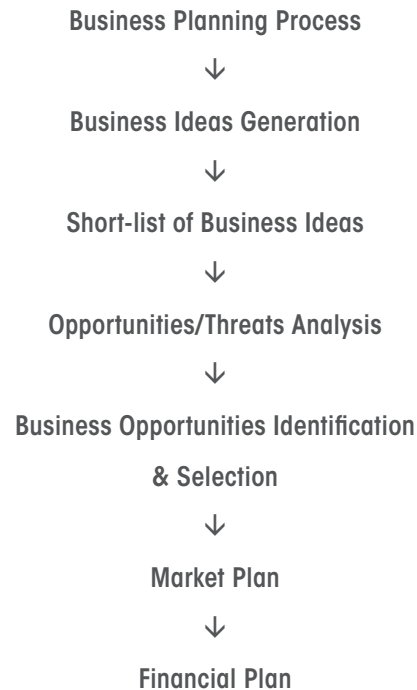 Business Planning Process
↓
Business Ideas Generation
↓
Short-list of Business Ideas
↓
Opportunities/Threats Analysis
↓
Business Opportunities Identification
& Selection
↓
Market Plan
↓
Financial Plan